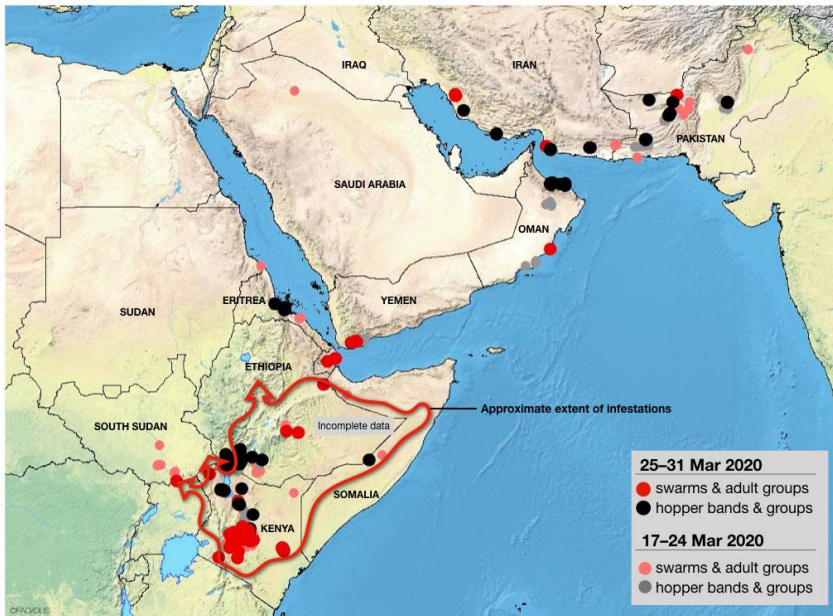 IRAQ
IRAN
PAKISTAN
SAUDI ARABIA
OMAN
ERITREA
YEMEN
SUDAN
ETHIOPIA
Approximate extent of infestations
SOUTH SUDAN
Incomplete data
SOMALIA
KENYA
25–31 Mar 2020
swarms & adult groups
hopper bands & groups
17–24 Mar 2020
swarms & adult groups
hopper bands & groups
©FAO/DLIS